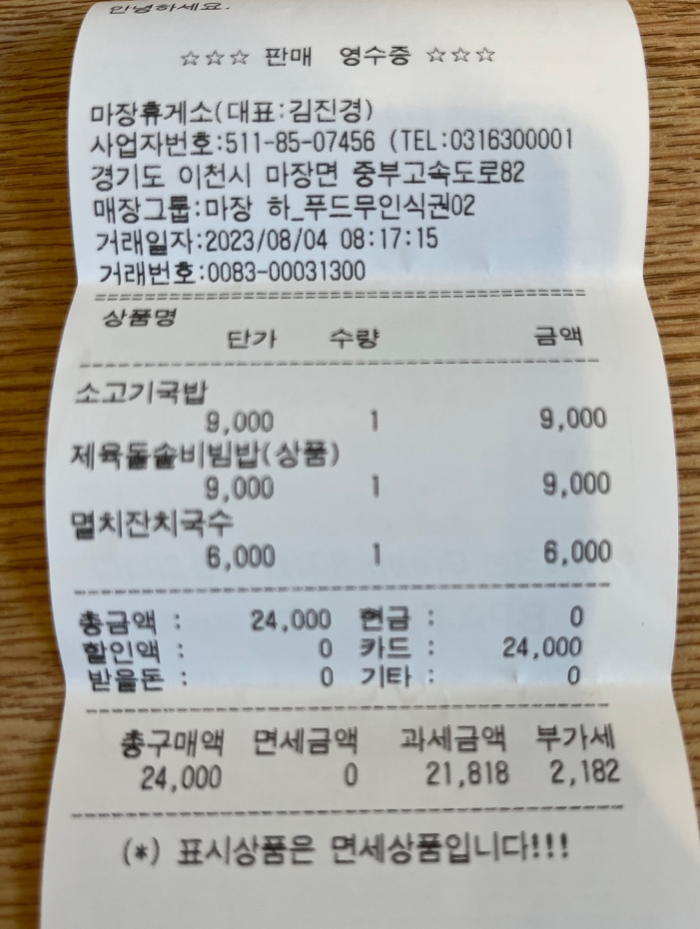 안녕하세요.
☆☆☆ 판매 영수증 ☆☆☆
마장휴게소(대표:김진경)
사업자번호:511-85-07456 (TEL:0316300001
경기도 이천시 마장면 중부고속도로82
매장그룹:마장 하_푸드무인식권02
거래일자:2023/08/04 08:17:15
거래번호:0083-00031300
==================================================
상품명
단가 수량 금액
--------------------------------------------------
소고기국밥
9,000 1 9,000
제육돌솥비빔밥(상품)
9,000 1 9,000
멸치잔치국수
6,000 1 6,000
--------------------------------------------------
총금액 : 24,000 현금 : 0
할인액 : 0 카드 : 24,000
받을돈 : 0 기타 : 0
--------------------------------------------------
총구매액 면세금액 과세금액 부가세
24,000 0 21,818 2,182
--------------------------------------------------
(*) 표시상품은 면세상품입니다!!!